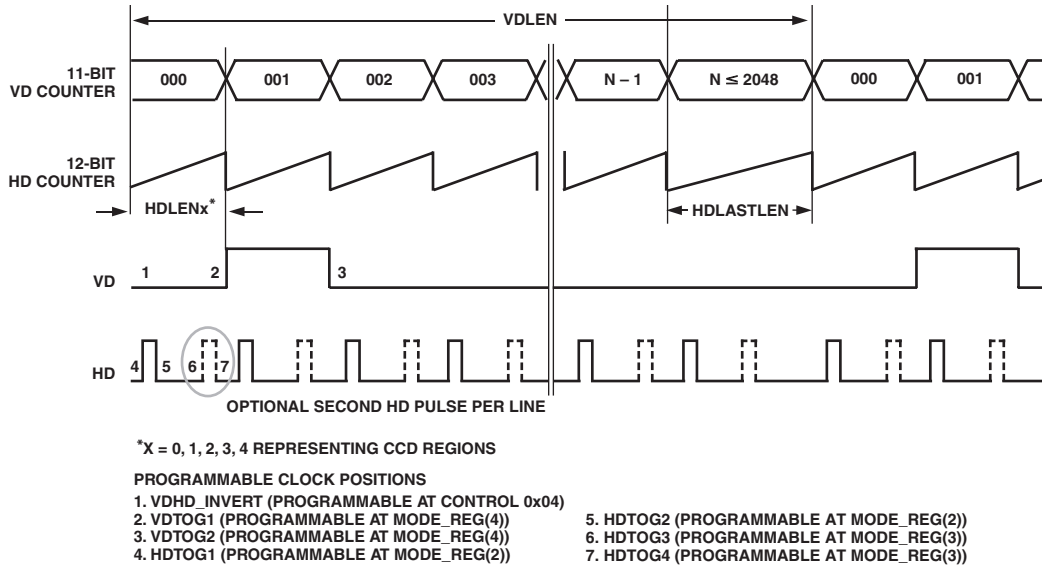 VDLEN
11-BIT
VD COUNTER
000 001 002 003 N – 1 N ≤ 2048 000 001
12-BIT
HD COUNTER
HDLENx* HDLASTLEN
VD 1 2 3
HD 4 5 6 7
OPTIONAL SECOND HD PULSE PER LINE
*X = 0, 1, 2, 3, 4 REPRESENTING CCD REGIONS
PROGRAMMABLE CLOCK POSITIONS
1. VDHD_INVERT (PROGRAMMABLE AT CONTROL 0x04)
2. VDTOG1 (PROGRAMMABLE AT MODE_REG(4))
3. VDTOG2 (PROGRAMMABLE AT MODE_REG(4))
4. HDTOG1 (PROGRAMMABLE AT MODE_REG(2))
5. HDTOG2 (PROGRAMMABLE AT MODE_REG(2))
6. HDTOG3 (PROGRAMMABLE AT MODE_REG(3))
7. HDTOG4 (PROGRAMMABLE AT MODE_REG(3))